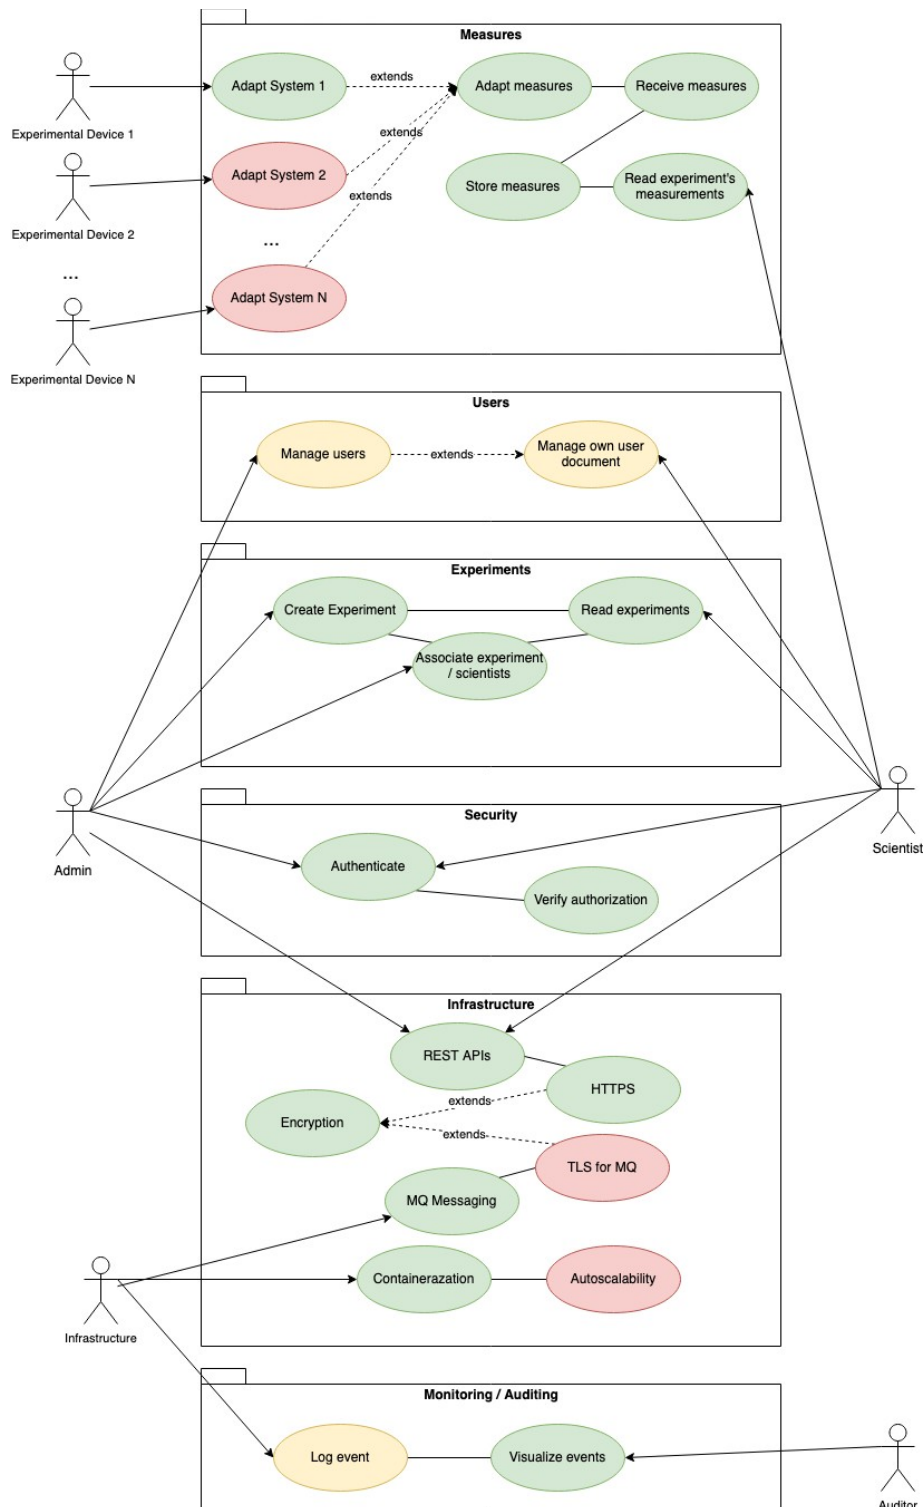 Measures
Adapt System 1
extends
Adapt measures
Receive measures
Experimental Device 1
extends
Adapt System 2
Store measures
Read experiment's
measurements
extends
Experimental Device 2
...
...
Adapt System N
Experimental Device N
Users
Manage users
extends
Manage own user
document
Experiments
Create Experiment
Read experiments
Associate experiment
/ scientists
Security
Admin
Scientist
Authenticate
Verify authorization
Infrastructure
REST APIs
HTTPS
extends
Encryption
extends
TLS for MQ
MQ Messaging
Containerazation
Autoscalability
Infrastructure
Monitoring / Auditing
Log event
Visualize events
Auditor